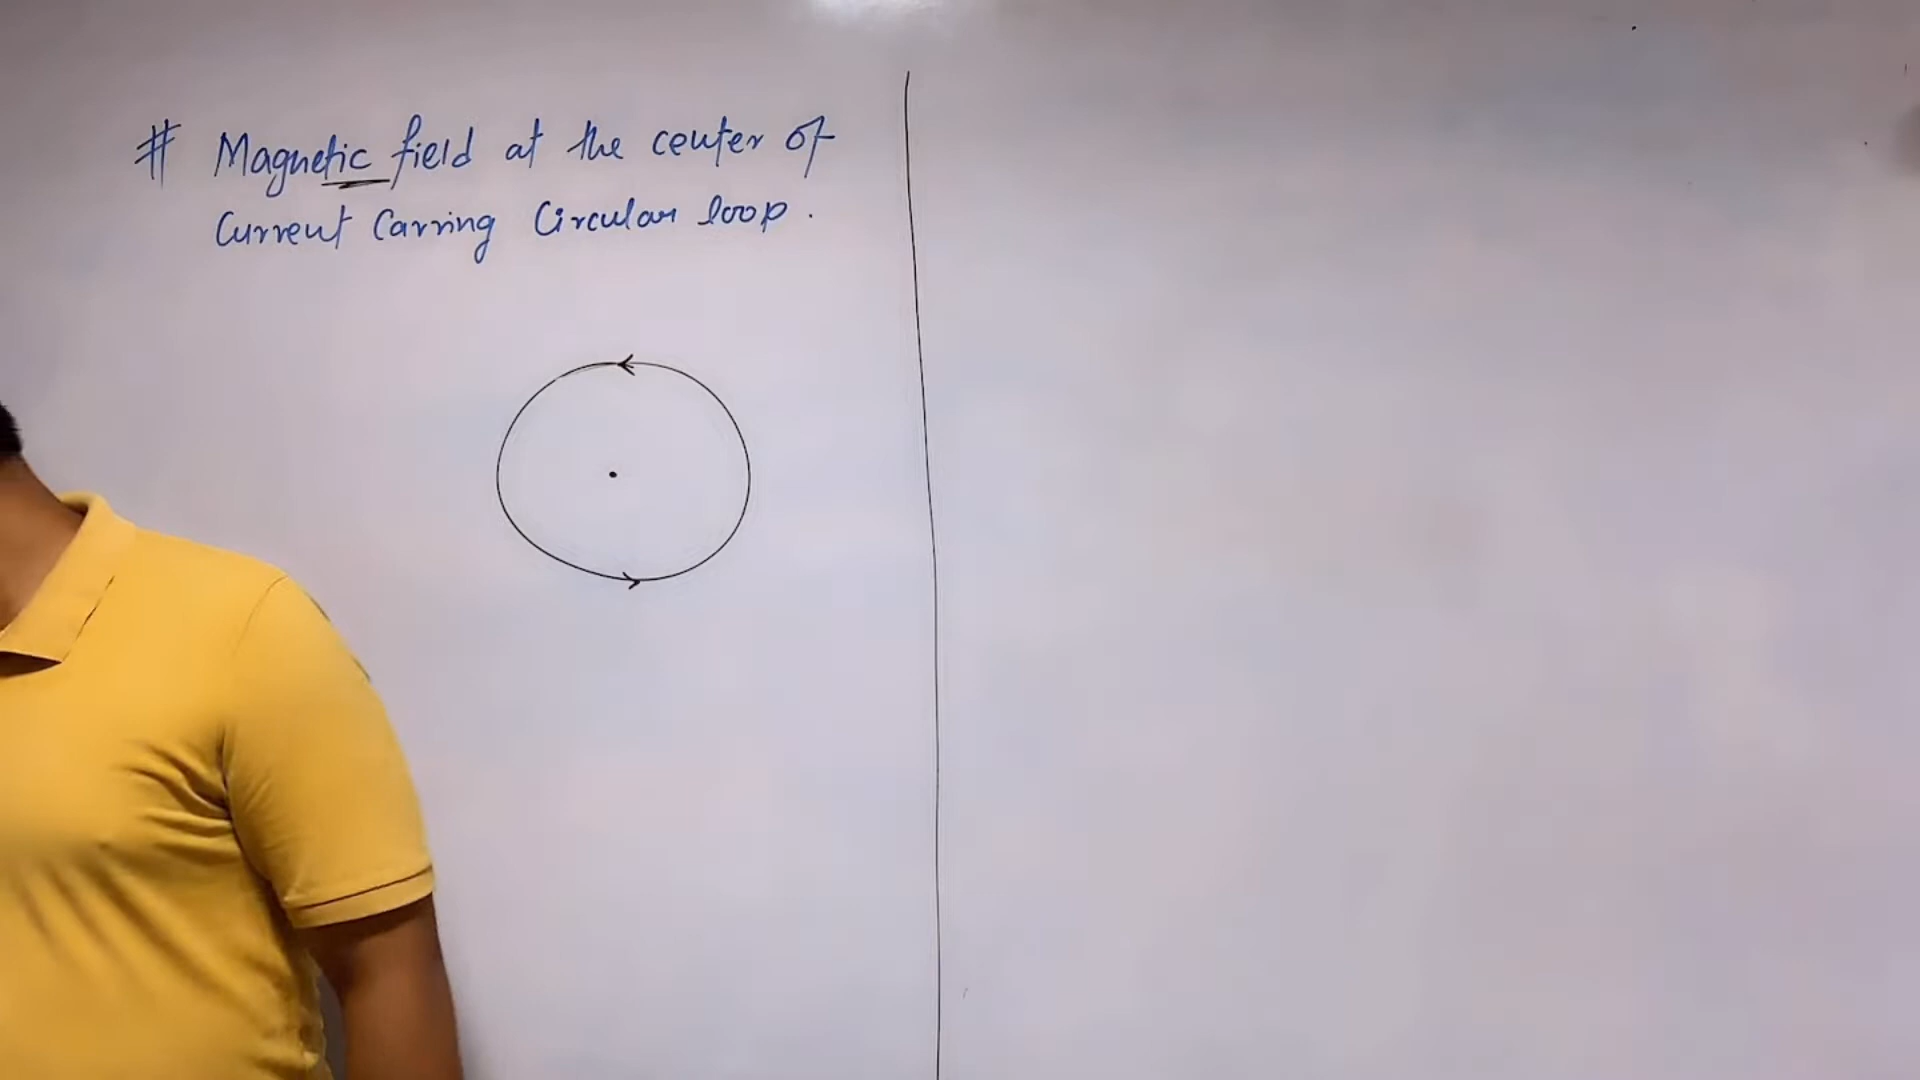 # Magnetic field at the center of
Current Carring Circular loop.